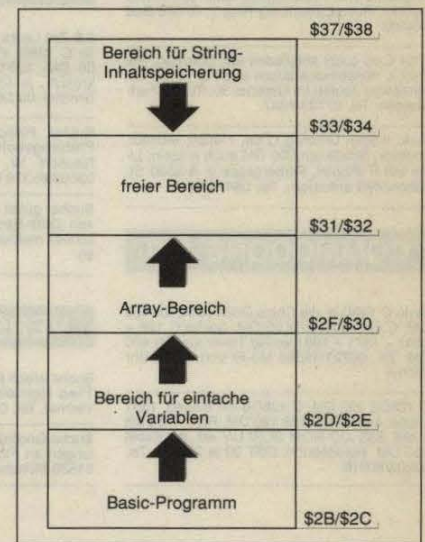 $37/$38
Bereich für String-
Inhaltspeicherung
$33/$34
freier Bereich
$31/$32
Array-Bereich
$2F/$30
Bereich für einfache
Variablen
$2D/$2E
Basic-Programm
$2B/$2C